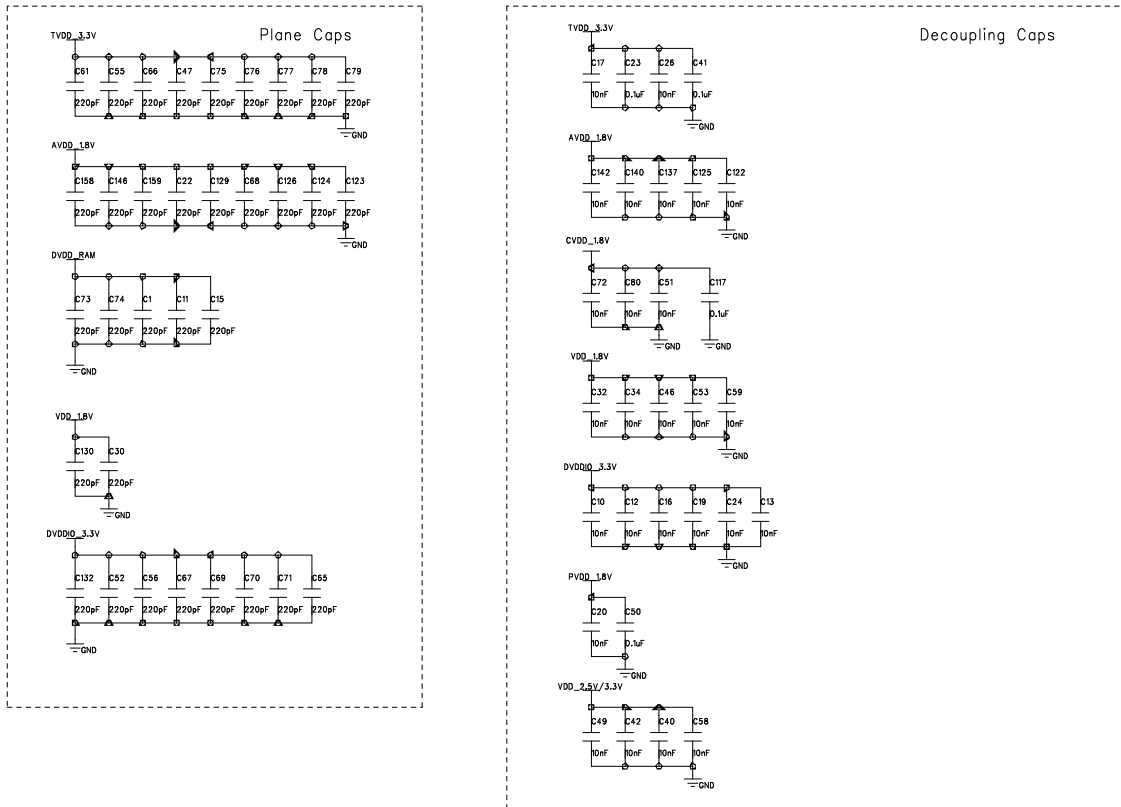 Plane Caps
TVDD_3.3V
C61 C55 C66 C47 C75 C76 C77 C78 C79
220pF 220pF 220pF 220pF 220pF 220pF 220pF 220pF 220pF
GND
AVDD_1.8V
C158 C146 C159 C22 C129 C68 C126 C124 C123
220pF 220pF 220pF 220pF 220pF 220pF 220pF 220pF 220pF
GND
DVDD_RAM
C73 C74 C1 C11 C15
220pF 220pF 220pF 220pF 220pF
GND
VDD_1.8V
C130 C30
220pF 220pF
GND
DVDDIO_3.3V
C132 C52 C56 C67 C69 C70 C71 C65
220pF 220pF 220pF 220pF 220pF 220pF 220pF 220pF
GND
Decoupling Caps
TVDD_3.3V
C17 C23 C26 C41
10nF 0.1uF 10nF 0.1uF
GND
AVDD_1.8V
C142 C140 C137 C125 C122
10nF 10nF 10nF 10nF 10nF
GND
CVDD_1.8V
C72 C80 C51 C117
10nF 10nF 10nF 0.1uF
GND GND
VDD_1.8V
C32 C34 C46 C53 C59
10nF 10nF 10nF 10nF 10nF
GND
DVDDIO_3.3V
C10 C12 C16 C19 C24 C13
10nF 10nF 10nF 10nF 10nF 10nF
GND
PVDD_1.8V
C20 C50
10nF 0.1uF
GND
VDD_2.5V/3.3V
C49 C42 C40 C58
10nF 10nF 10nF 10nF
GND